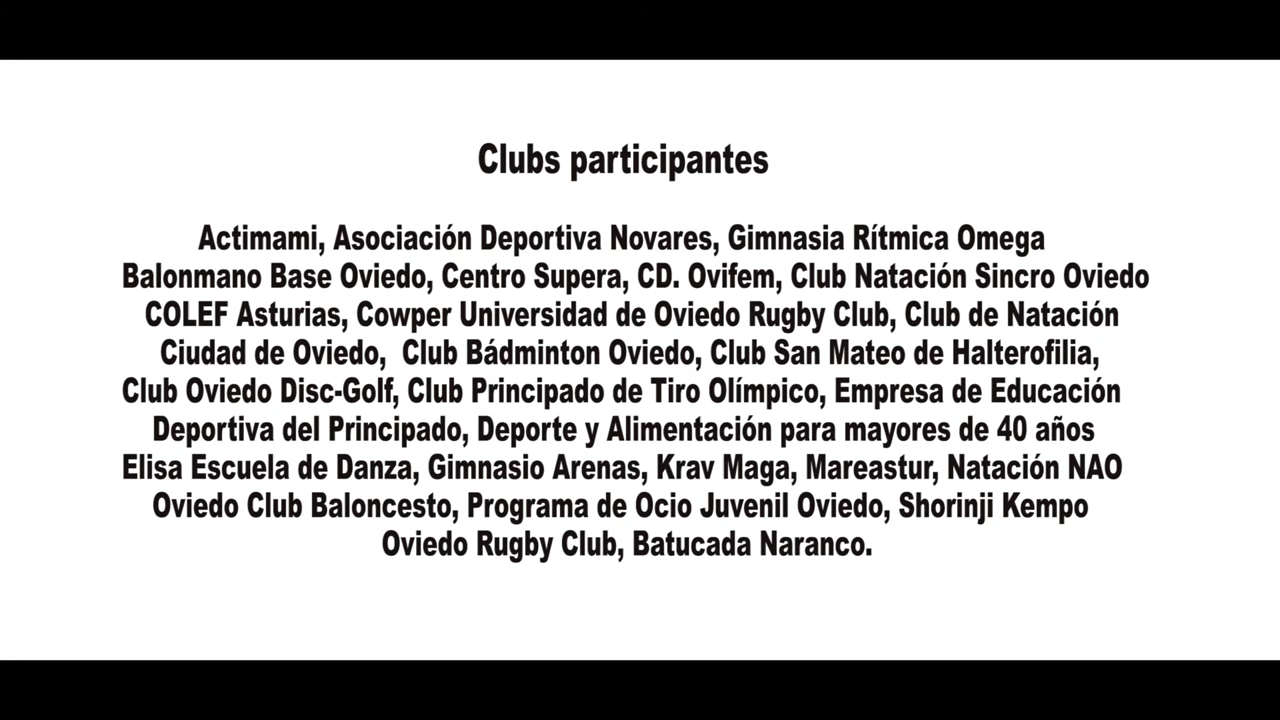 Clubs participantes
Actimami, Asociación Deportiva Novares, Gimnasia Rítmica Omega
Balonmano Base Oviedo, Centro Supera, CD. Ovifem, Club Natación Sincro Oviedo
COLEF Asturias, Cowper Universidad de Oviedo Rugby Club, Club de Natación
Ciudad de Oviedo,  Club Bádminton Oviedo, Club San Mateo de Halterofilia,
Club Oviedo Disc-Golf, Club Principado de Tiro Olímpico, Empresa de Educación
Deportiva del Principado, Deporte y Alimentación para mayores de 40 años
Elisa Escuela de Danza, Gimnasio Arenas, Krav Maga, Mareastur, Natación NAO
Oviedo Club Baloncesto, Programa de Ocio Juvenil Oviedo, Shorinji Kempo
Oviedo Rugby Club, Batucada Naranco.